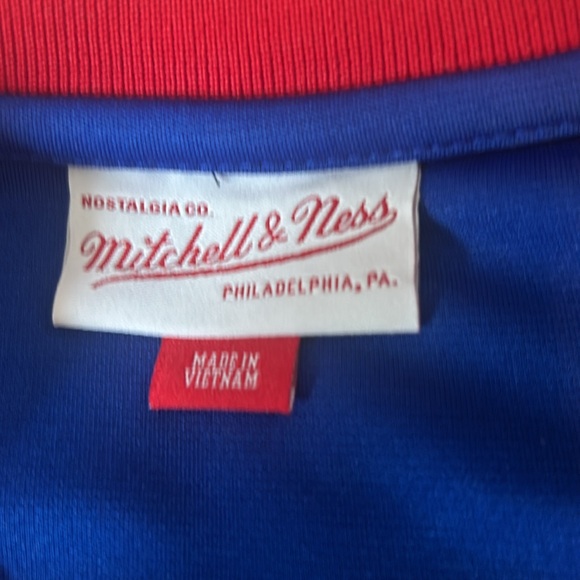 NOSTALGIA CO.
Mitchell & Ness
PHILADELPHIA, PA.
MADE IN
VIETNAM